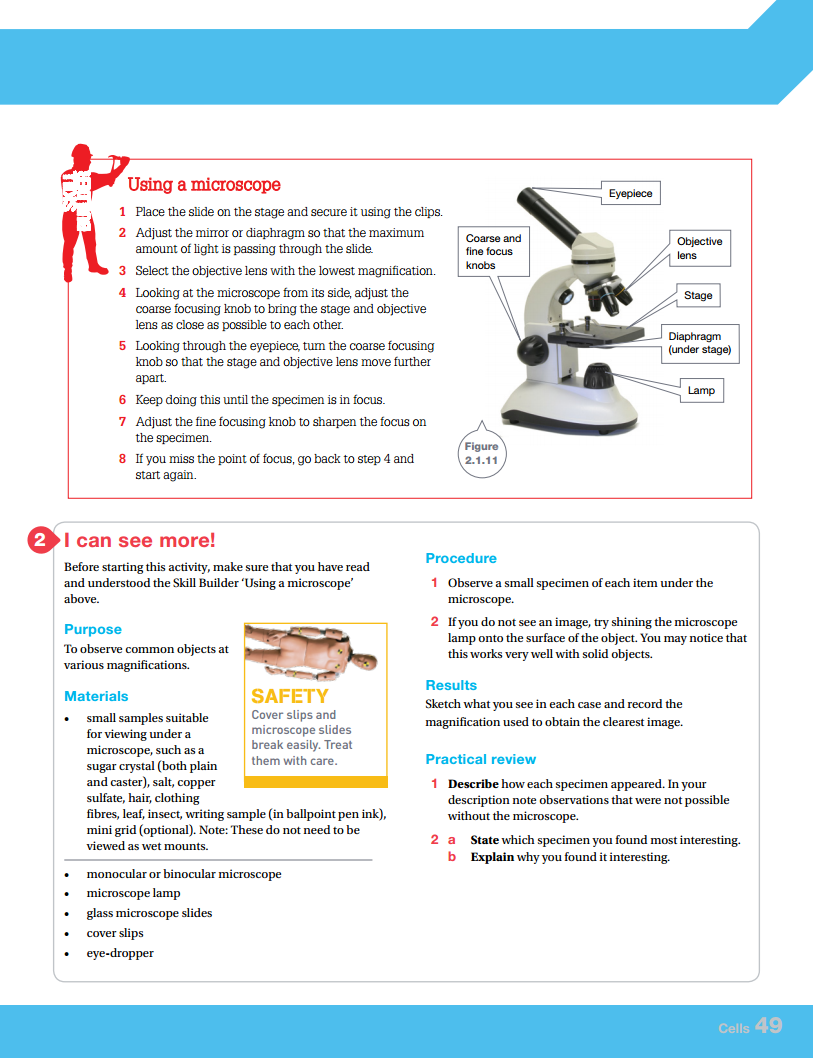 Using a microscope
1 Place the slide on the stage and secure it using the clips.
2 Adjust the mirror or diaphragm so that the maximum
amount of light is passing through the slide.
3 Select the objective lens with the lowest magnification.
4 Looking at the microscope from its side, adjust the
coarse focusing knob to bring the stage and objective
lens as close as possible to each other.
5 Looking through the eyepiece, turn the coarse focusing
knob so that the stage and objective lens move further
apart.
6 Keep doing this until the specimen is in focus.
7 Adjust the fine focusing knob to sharpen the focus on
the specimen.
8 If you miss the point of focus, go back to step 4 and
start again.
Eyepiece
Coarse and
fine focus
knobs
Objective
lens
Stage
Diaphragm
(under stage)
Lamp
Figure
2.1.11
2 I can see more!
Before starting this activity, make sure that you have read
and understood the Skill Builder ‘Using a microscope’
above.
Purpose
To observe common objects at
various magnifications.
Materials
• small samples suitable
for viewing under a
microscope, such as a
sugar crystal (both plain
and caster), salt, copper
sulfate, hair, clothing
fibres, leaf, insect, writing sample (in ballpoint pen ink),
mini grid (optional). Note: These do not need to be
viewed as wet mounts.
• monocular or binocular microscope
• microscope lamp
• glass microscope slides
• cover slips
• eye-dropper
SAFETY
Cover slips and
microscope slides
break easily. Treat
them with care.
Procedure
1 Observe a small specimen of each item under the
microscope.
2 If you do not see an image, try shining the microscope
lamp onto the surface of the object. You may notice that
this works very well with solid objects.
Results
Sketch what you see in each case and record the
magnification used to obtain the clearest image.
Practical review
1 Describe how each specimen appeared. In your
description note observations that were not possible
without the microscope.
2 a State which specimen you found most interesting.
b Explain why you found it interesting.
Cells 49